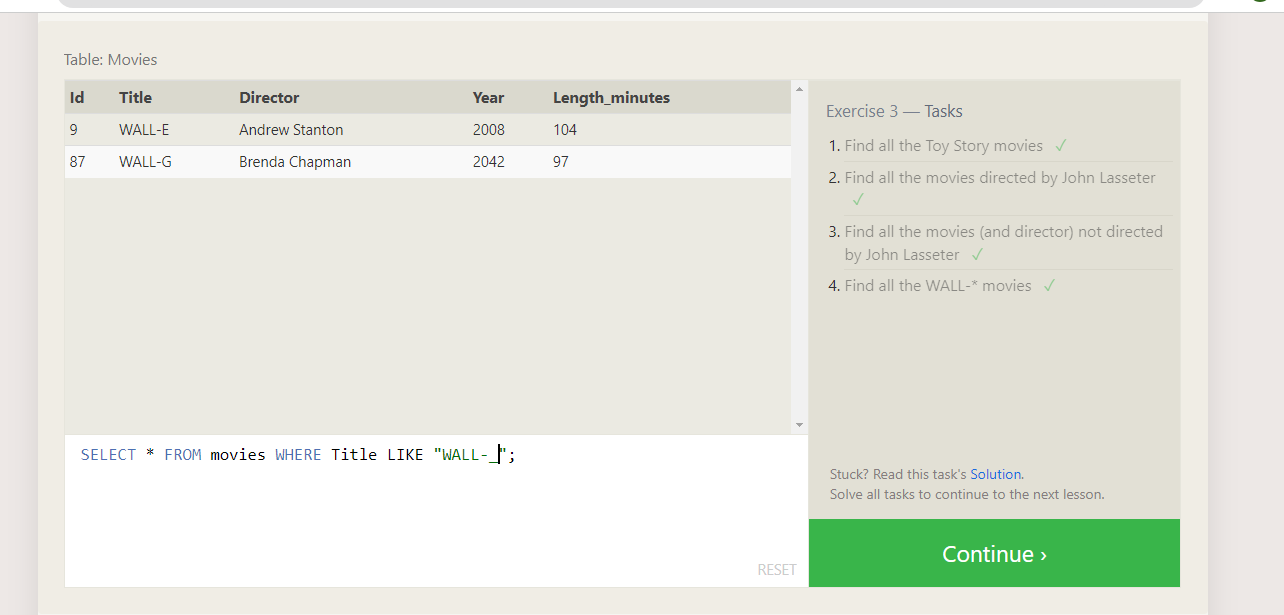 Table: Movies
Id Title Director Year Length_minutes
9 WALL-E Andrew Stanton 2008 104
87 WALL-G Brenda Chapman 2042 97
SELECT * FROM movies WHERE Title LIKE "WALL-_";
RESET
Exercise 3 — Tasks
1. Find all the Toy Story movies ✓
2. Find all the movies directed by John Lasseter
✓
3. Find all the movies (and director) not directed
by John Lasseter ✓
4. Find all the WALL-* movies ✓
Stuck? Read this task's Solution.
Solve all tasks to continue to the next lesson.
Continue ›